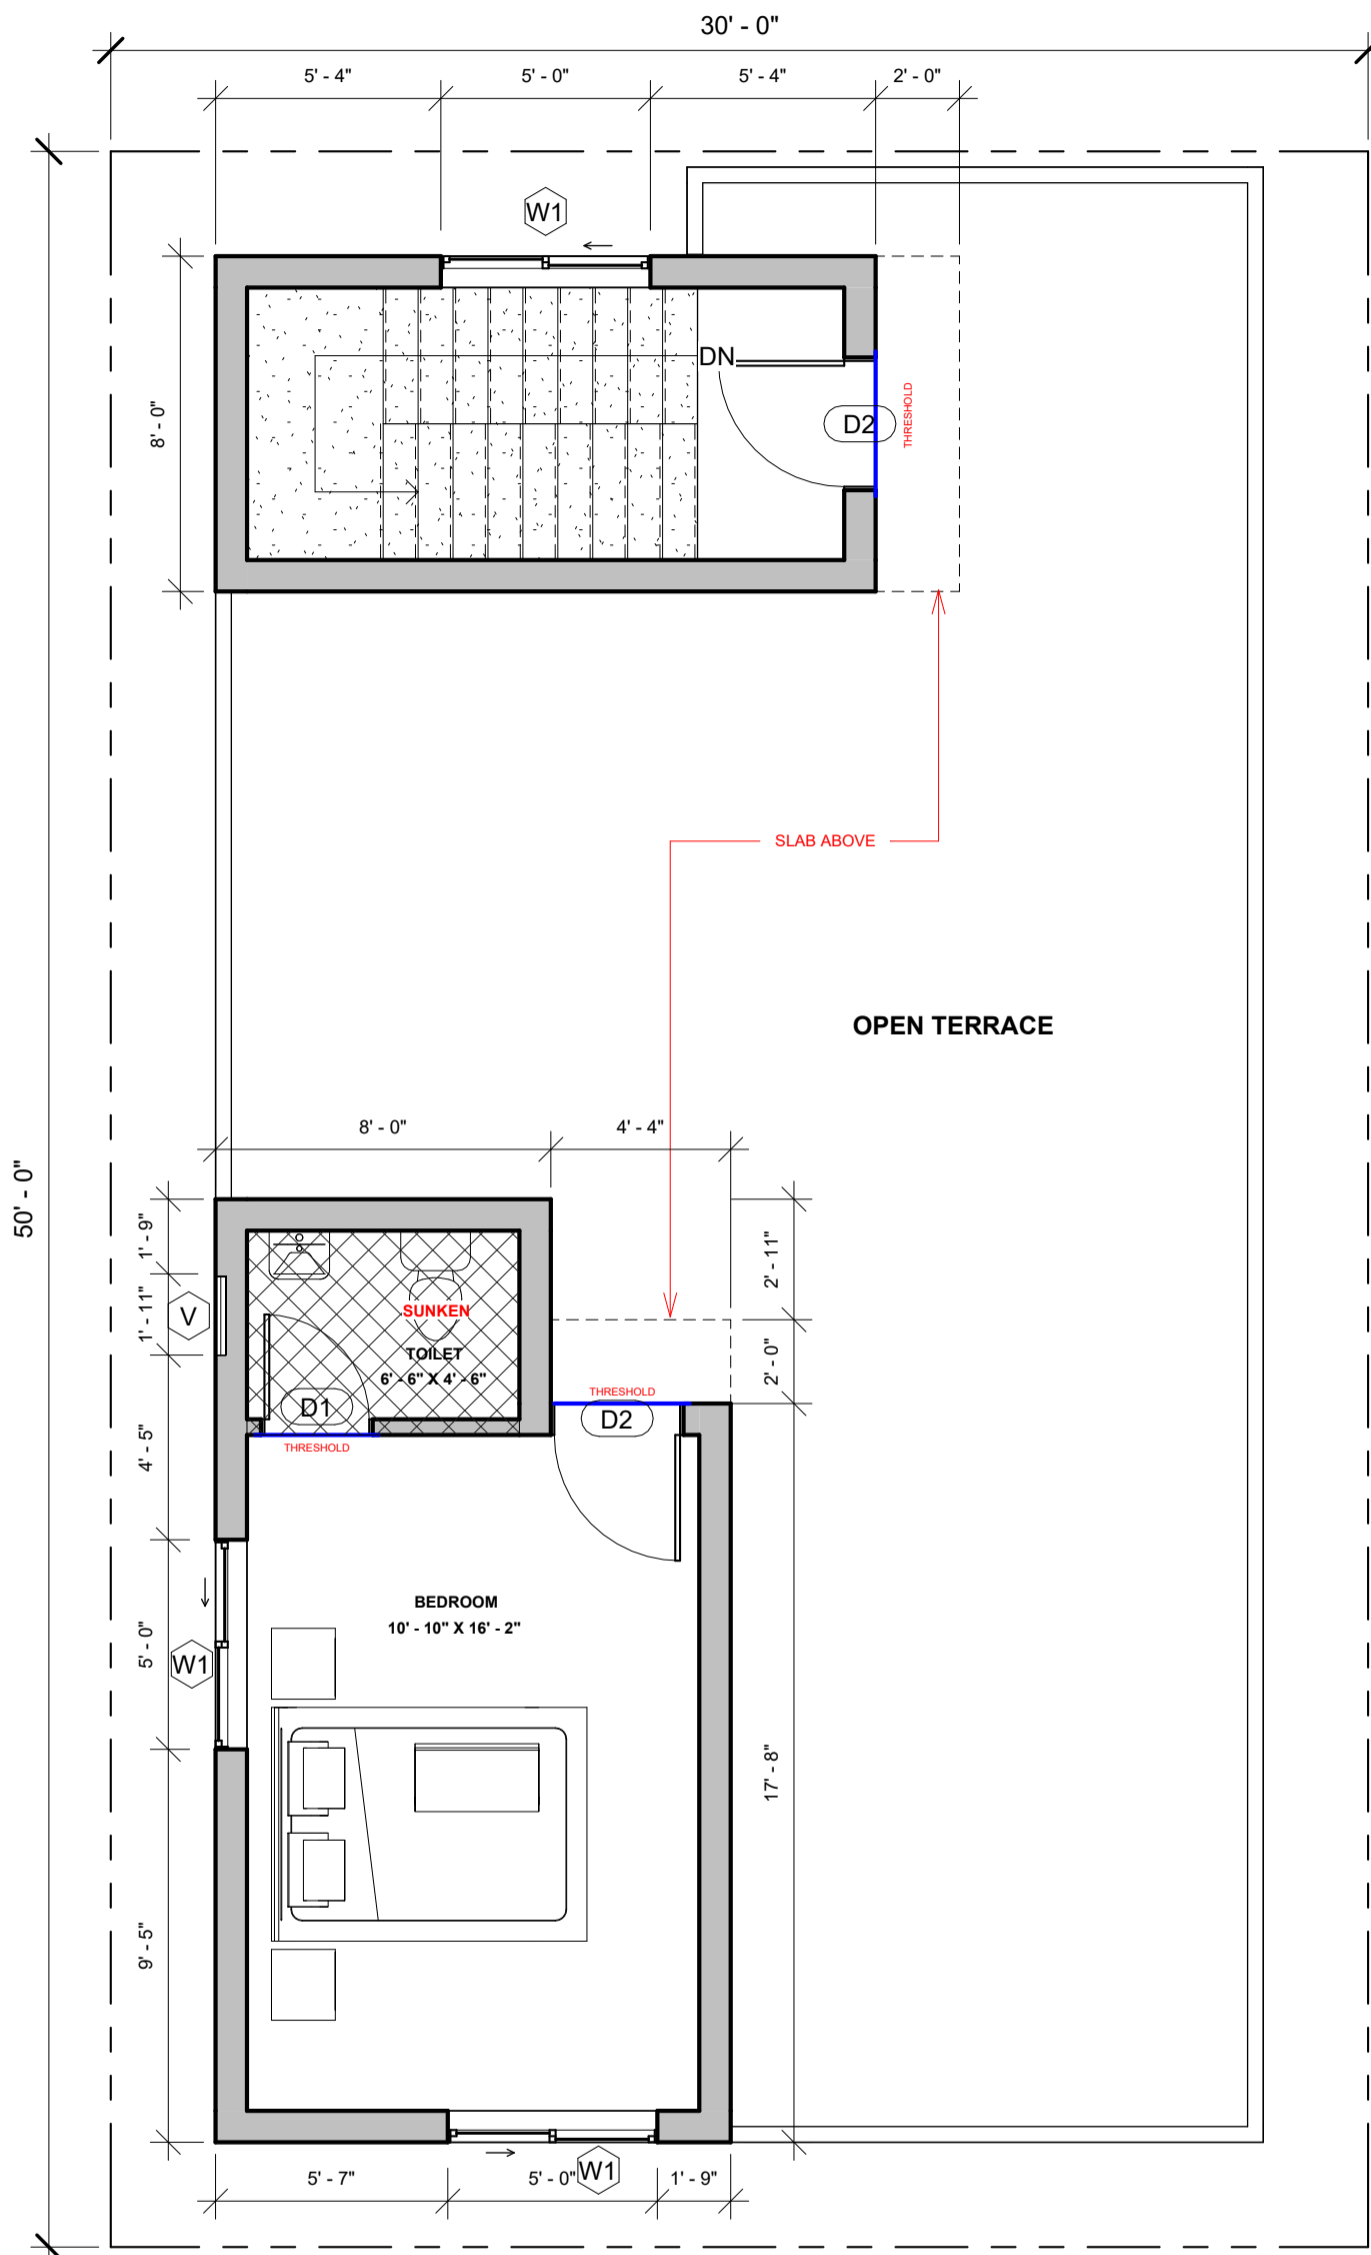 30' - 0"
5' - 4"
5' - 0"
5' - 4"
2' - 0"
W1
8' - 0"
DN
D2
THRESHOLD
SLAB ABOVE
OPEN TERRACE
50' - 0"
8' - 0"
4' - 4"
1' - 9"
1' - 11"
V
4' - 5"
5' - 0"
W1
9' - 5"
SUNKEN
TOILET
6' - 6" X 4' - 6"
D1
THRESHOLD
THRESHOLD
D2
2' - 11"
2' - 0"
17' - 8"
BEDROOM
10' - 10" X 16' - 2"
5' - 7"
5' - 0"
W1
1' - 9"